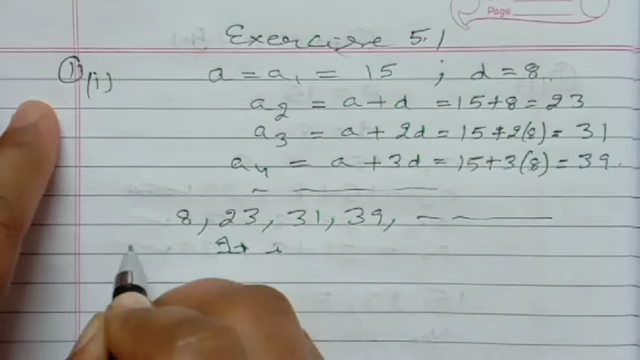 Page
Exercise 5.1
① (i) a = a₁ = 15 ; d = 8
a₂ = a + d = 15 + 8 = 23
a₃ = a + 2d = 15 + 2(8) = 31
a₄ = a + 3d = 15 + 3(8) = 39.
8, 23, 31, 39, — — —
It i